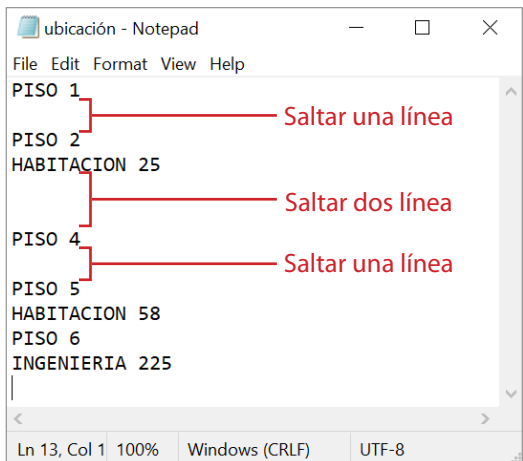 ubicación - Notepad
File Edit Format View Help
PISO 1
Saltar una línea
PISO 2
HABITACION 25
Saltar dos línea
PISO 4
Saltar una línea
PISO 5
HABITACION 58
PISO 6
INGENIERIA 225
Ln 13, Col 1 100% Windows (CRLF) UTF-8